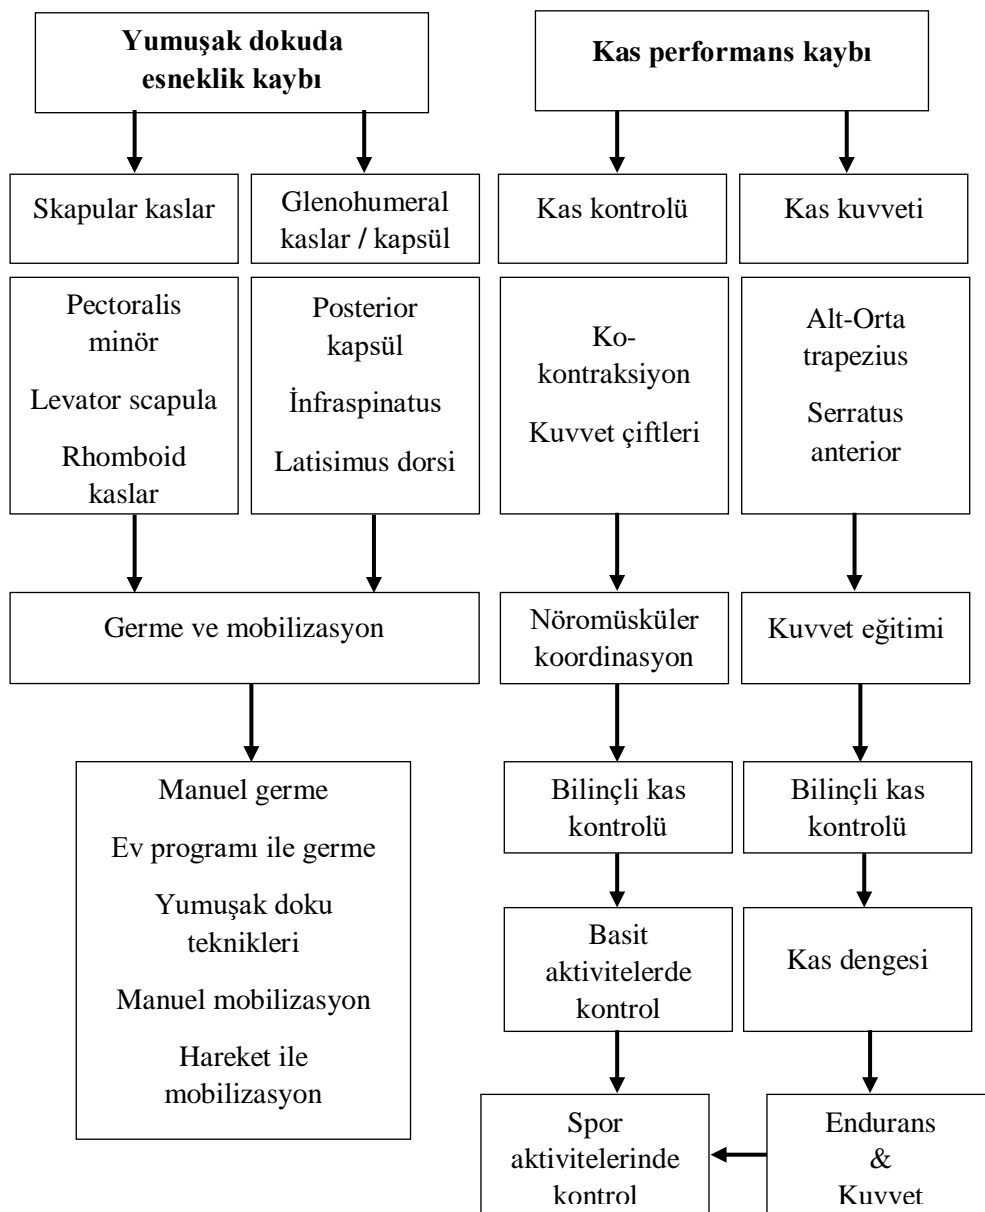 Yumuşak dokuda
esneklik kaybı
Kas performans kaybı
Skapular kaslar
Glenohumeral
kaslar / kapsül
Kas kontrolü
Kas kuvveti
Pectoralis
minör
Levator scapula
Rhomboid
kaslar
Posterior
kapsül
İnfraspinatus
Latisimus dorsi
Ko-
kontraksiyon
Kuvvet çiftleri
Alt-Orta
trapezius
Serratus
anterior
Germe ve mobilizasyon
Nöromüsküler
koordinasyon
Kuvvet eğitimi
Manuel germe
Ev programı ile germe
Yumuşak doku
teknikleri
Manuel mobilizasyon
Hareket ile
mobilizasyon
Bilinçli kas
kontrolü
Bilinçli kas
kontrolü
Basit
aktivitelerde
kontrol
Kas dengesi
Spor
aktivitelerinde
kontrol
Endurans
&
Kuvvet